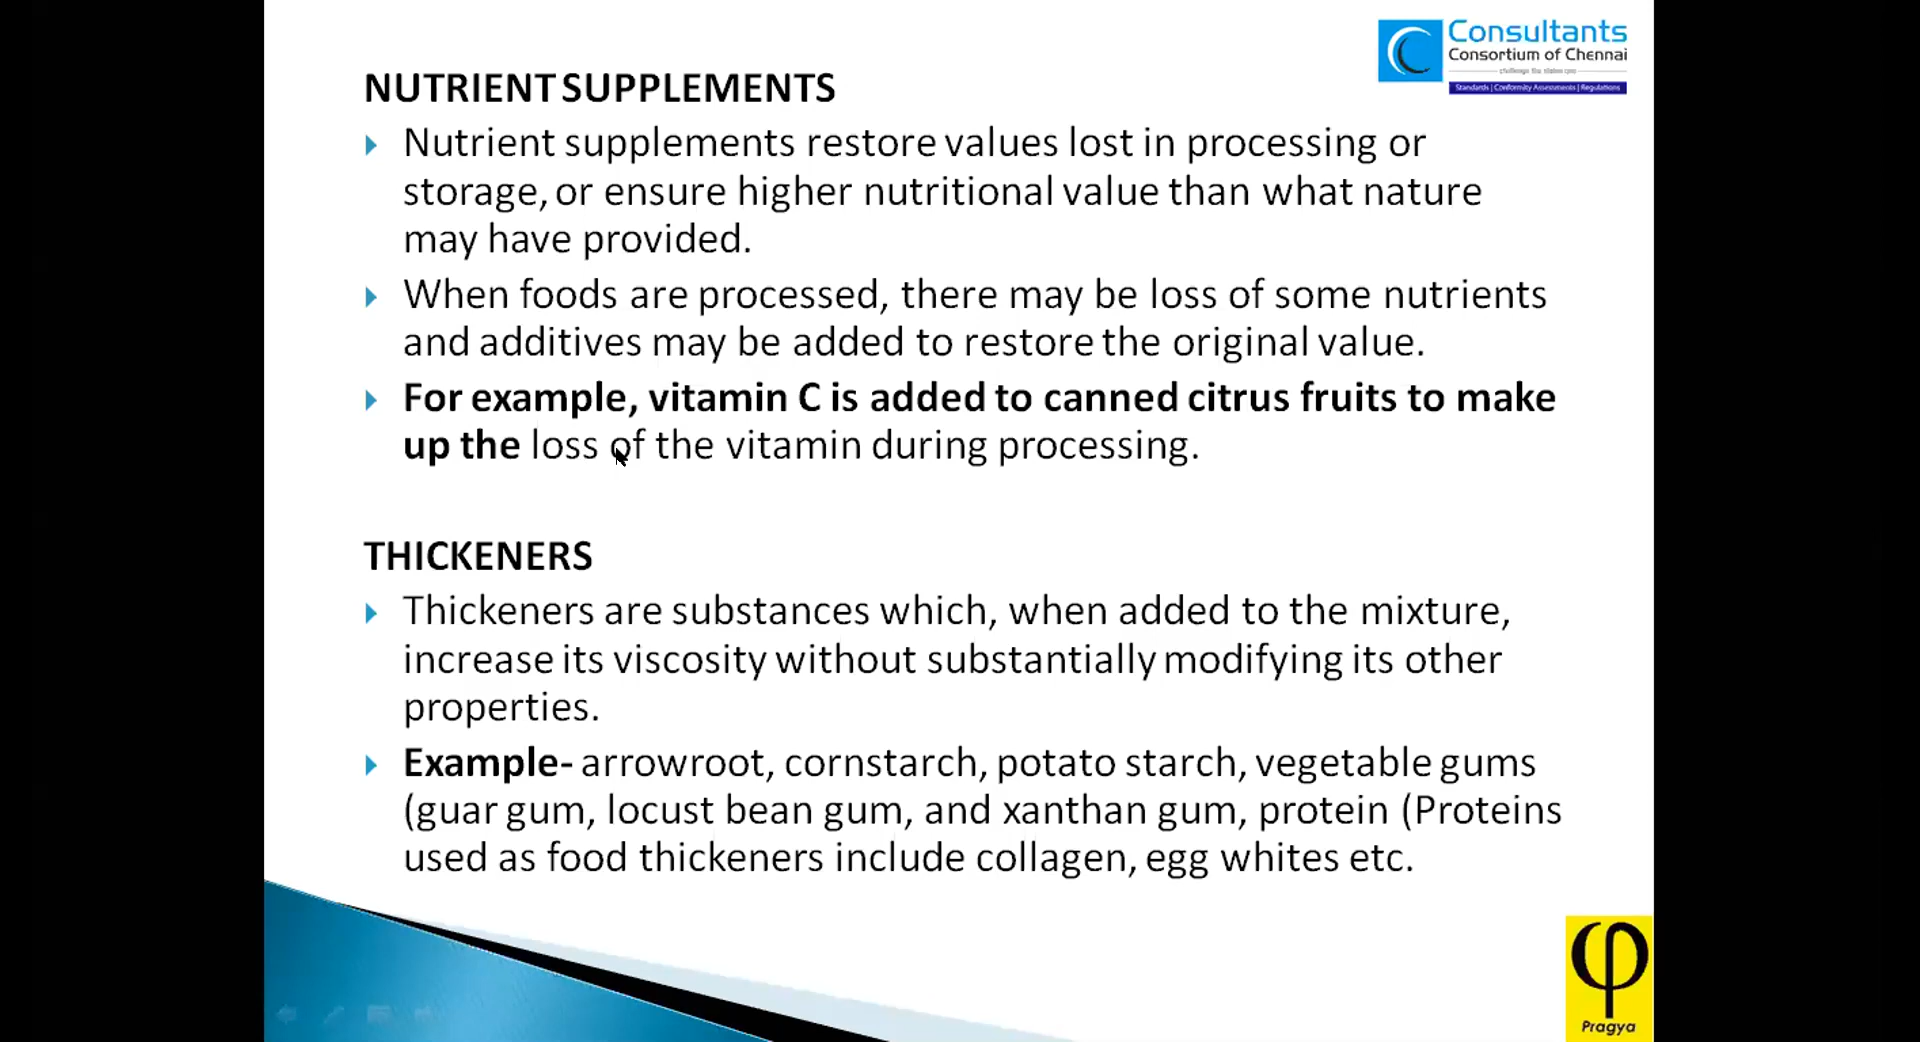 Consultants
Consortium of Chennai
Standards | Conformity Assessments | Regulations
NUTRIENT SUPPLEMENTS
Nutrient supplements restore values lost in processing or
storage, or ensure higher nutritional value than what nature
may have provided.
When foods are processed, there may be loss of some nutrients
and additives may be added to restore the original value.
For example, vitamin C is added to canned citrus fruits to make
up the loss of the vitamin during processing.
THICKENERS
Thickeners are substances which, when added to the mixture,
increase its viscosity without substantially modifying its other
properties.
Example- arrowroot, cornstarch, potato starch, vegetable gums
(guar gum, locust bean gum, and xanthan gum, protein (Proteins
used as food thickeners include collagen, egg whites etc.
φ
Pragya